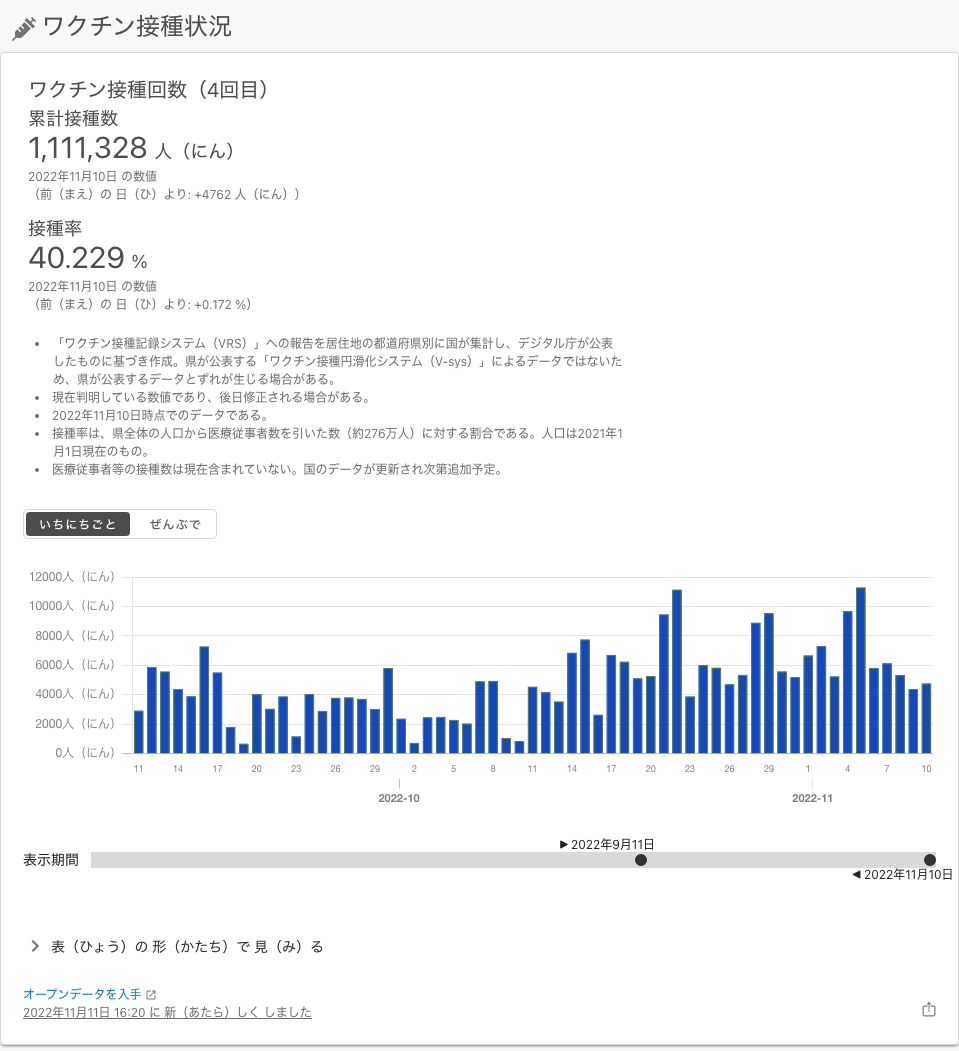 ワクチン接種状況
ワクチン接種回数（4回目）
累計接種数
1,111,328 人（にん）
2022年11月10日 の数値
（前（まえ）の 日（ひ）より: +4762 人（にん））
接種率
40.229 %
2022年11月10日 の数値
（前（まえ）の 日（ひ）より: +0.172 %）
• 「ワクチン接種記録システム（VRS）」への報告を居住地の都道府県別に国が集計し、デジタル庁が公表
したものに基づき作成。県が公表する「ワクチン接種円滑化システム（V-sys）」によるデータではないた
め、県が公表するデータとずれが生じる場合がある。
• 現在判明している数値であり、後日修正される場合がある。
• 2022年11月10日時点でのデータである。
• 接種率は、県全体の人口から医療従事者数を引いた数（約276万人）に対する割合である。人口は2021年1
月1日現在のもの。
• 医療従事者等の接種数は現在含まれていない。国のデータが更新され次第追加予定。
いちにちごと ぜんぶで
12000人（にん）
10000人（にん）
8000人（にん）
6000人（にん）
4000人（にん）
2000人（にん）
0人（にん）
11 14 17 20 23 26 29 2 5 8 11 14 17 20 23 26 29 1 4 7 10
2022-10 2022-11
▶ 2022年9月11日
表示期間
◀ 2022年11月10日
表（ひょう）の 形（かたち）で 見（み）る
オープンデータを入手
2022年11月11日 16:20 に 新（あたら）しく しました